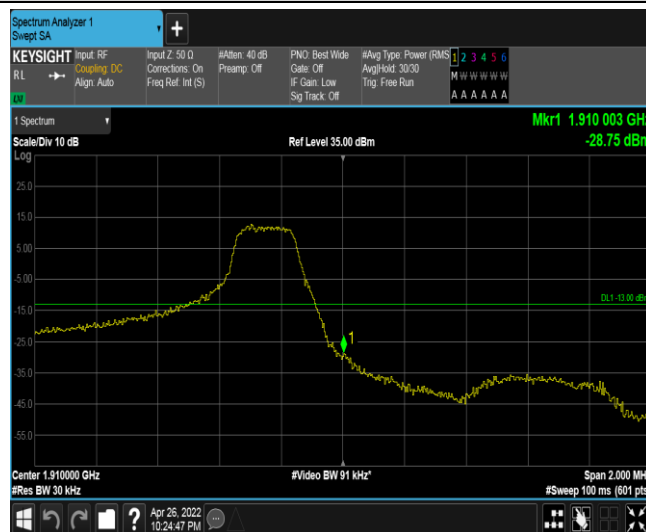 Spectrum Analyzer 1
Swept SA
+
KEYSIGHT
RL
Input: RF
Coupling: DC
Align: Auto
Input Z: 50 Ω
Corrections: On
Freq Ref: Int (S)
#Atten: 40 dB
Preamp: Off
PNO: Best Wide
Gate: Off
IF Gain: Low
Sig Track: Off
#Avg Type: Power (RMS
Avg|Hold: 30/30
Trig: Free Run
1 2 3 4 5 6
M W W W W W
A A A A A A
1 Spectrum
Scale/Div 10 dB
Ref Level 35.00 dBm
Mkr1 1.910 003 GHz
-28.75 dBm
Log
25.0
15.0
5.00
-5.00
DL1 -13.00 dBm
-15.0
1
-25.0
-35.0
-45.0
-55.0
Center 1.910000 GHz
#Res BW 30 kHz
#Video BW 91 kHz*
Span 2.000 MH
#Sweep 100 ms (601 pts
?
Apr 26, 2022
10:24:47 PM